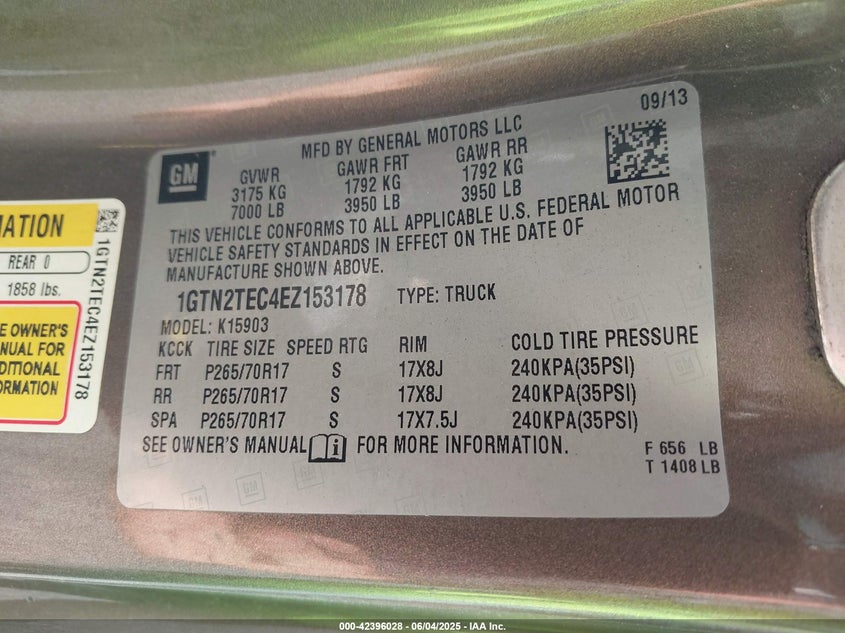 09/13
MFD BY GENERAL MOTORS LLC
GM
GVWR GAWR FRT GAWR RR
3175 KG 1792 KG 1792 KG
7000 LB 3950 LB 3950 LB
THIS VEHICLE CONFORMS TO ALL APPLICABLE U.S. FEDERAL MOTOR
VEHICLE SAFETY STANDARDS IN EFFECT ON THE DATE OF
MANUFACTURE SHOWN ABOVE.
1GTN2TEC4EZ153178 TYPE: TRUCK
MODEL: K15903
KCCK TIRE SIZE SPEED RTG RIM COLD TIRE PRESSURE
FRT P265/70R17 S 17X8J 240KPA(35PSI)
RR P265/70R17 S 17X8J 240KPA(35PSI)
SPA P265/70R17 S 17X7.5J 240KPA(35PSI)
SEE OWNER'S MANUAL FOR MORE INFORMATION.
F 656 LB
T 1408 LB
REAR 0
1858 lbs.
OWNER'S
FOR
1GTN2TEC4EZ153178
000-42396028 - 06/04/2025 - IAA Inc.